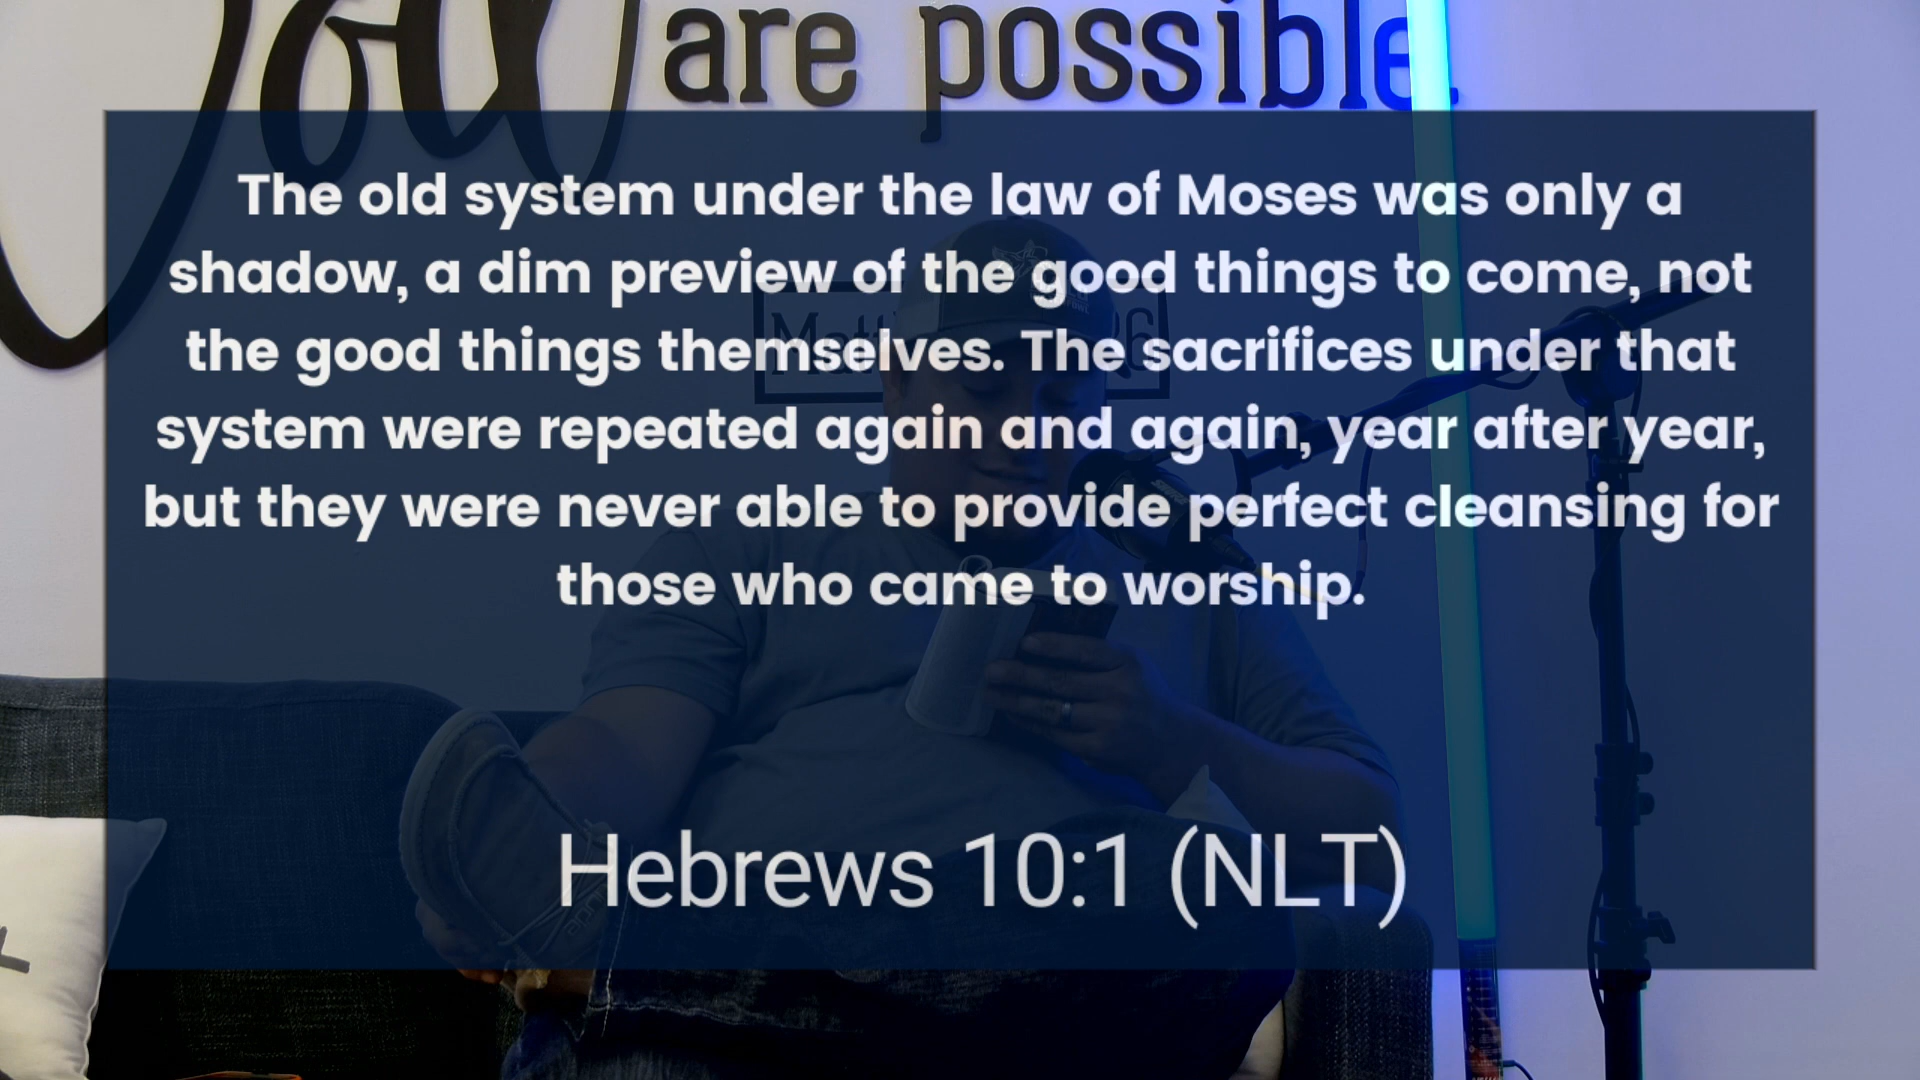 are possible.
The old system under the law of Moses was only a
shadow, a dim preview of the good things to come, not
the good things themselves. The sacrifices under that
system were repeated again and again, year after year,
but they were never able to provide perfect cleansing for
those who came to worship.
Hebrews 10:1 (NLT)